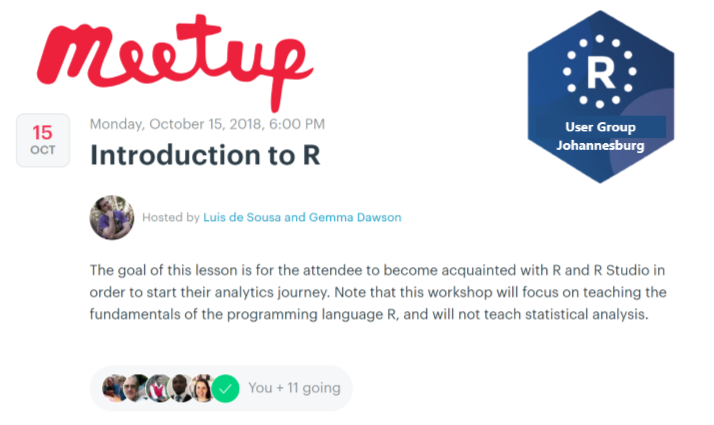 meetup
R
User Group
Johannesburg
15
OCT
Monday, October 15, 2018, 6:00 PM
Introduction to R
Hosted by Luis de Sousa and Gemma Dawson
The goal of this lesson is for the attendee to become acquainted with R and R Studio in
order to start their analytics journey. Note that this workshop will focus on teaching the
fundamentals of the programming language R, and will not teach statistical analysis.
You + 11 going